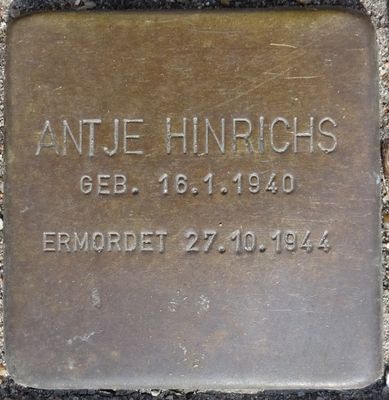 ANTJE HINRICHS
GEB. 16.1.1940
ERMORDET 27.10.1944